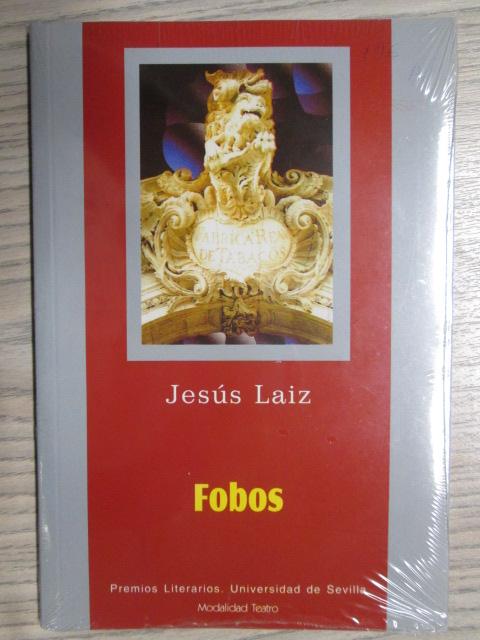 FABRICA REAL
DE TABACOS
Jesús Laiz
Fobos
Premios Literarios. Universidad de Sevilla
Modalidad Teatro